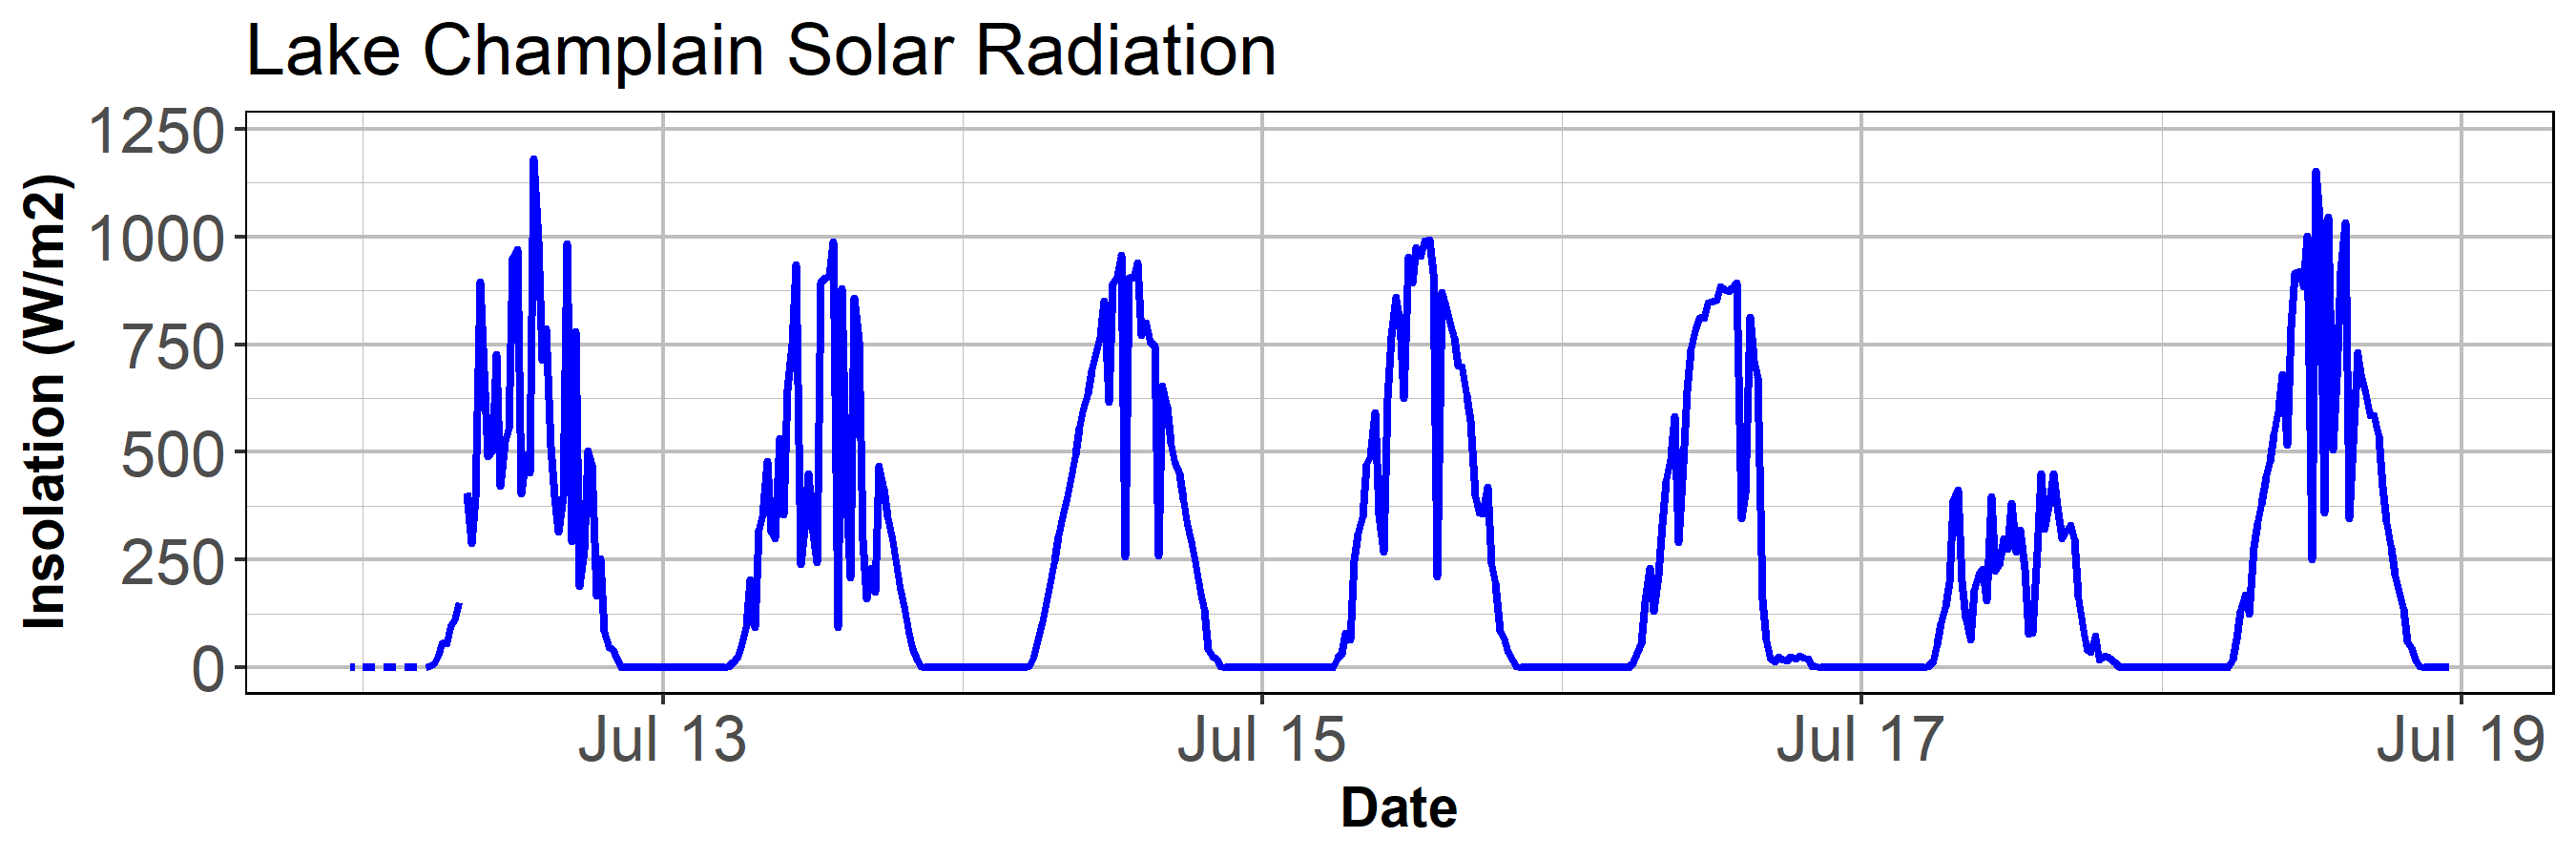 Lake Champlain Solar Radiation
1250
1000
750
500
250
0
Insolation (W/m2)
Jul 13 Jul 15 Jul 17 Jul 19
Date